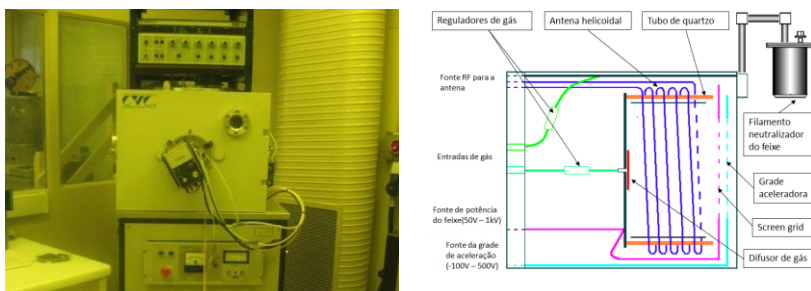 CVC
Reguladores de gás
Antena helicoidal
Tubo de quartzo
Fonte RF para a
antena
Filamento
neutralizador
do feixe
Entradas de gás
Grade
aceleradora
Fonte de potência
do feixe(50V – 1kV)
Screen grid
Fonte da grade
de aceleração
(-100V – 500V)
Difusor de gás